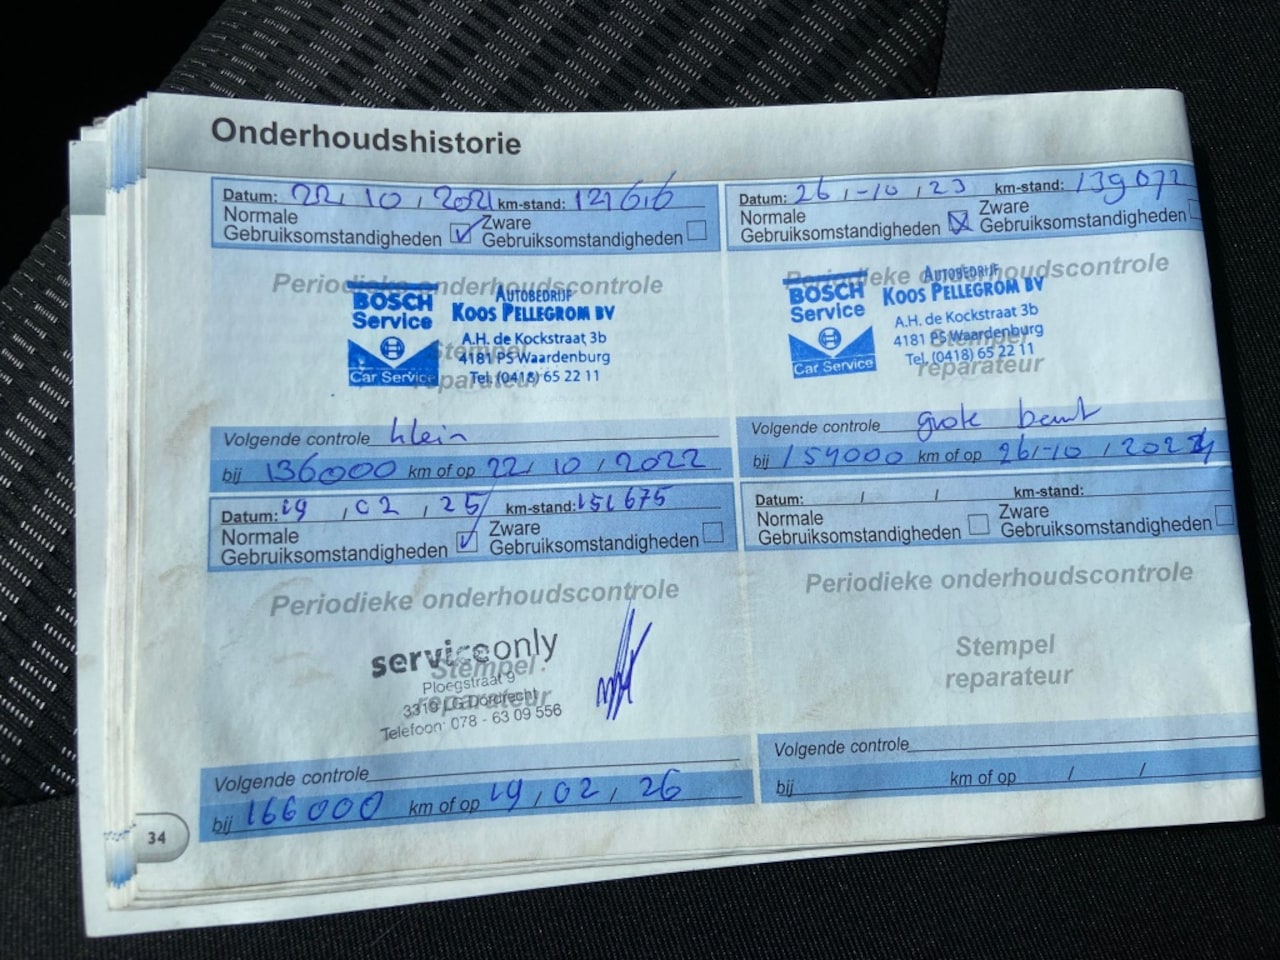 Onderhoudshistorie
Datum: 22, 10, 2021 km-stand:
Normale Gebruiksomstandigheden Zware Gebruiksomstandigheden
Periodieke onderhoudscontrole
Stempel reparateur
BOSCH Service
Car Service
AUTOBEDRIJF
KOOS PELLEGROM BV
A.H. de Kockstraat 3b
4181 PS Waardenburg
Tel. (0418) 65 22 11
Volgende controle klein
bij 136000 km of op 22, 10, 2022
Datum: 26,-10, 23 km-stand: 139072
Normale Gebruiksomstandigheden Zware Gebruiksomstandigheden
Periodieke onderhoudscontrole
Stempel reparateur
BOSCH Service
Car Service
AUTOBEDRIJF
KOOS PELLEGROM BV
A.H. de Kockstraat 3b
4181 PS Waardenburg
Tel. (0418) 65 22 11
Volgende controle grote beurt
bij 154000 km of op 26,-10, 2024
Datum: 19, 02, 25 km-stand: 151675
Normale Gebruiksomstandigheden Zware Gebruiksomstandigheden
Periodieke onderhoudscontrole
Stempel reparateur
serviceonly
Ploegstraat 9
Dordrecht
Telefoon: 078 - 63 09 556
Volgende controle
bij 166000 km of op 19, 02, 26
Datum: / / km-stand:
Normale Gebruiksomstandigheden Zware Gebruiksomstandigheden
Periodieke onderhoudscontrole
Stempel
reparateur
Volgende controle
bij km of op / /
34